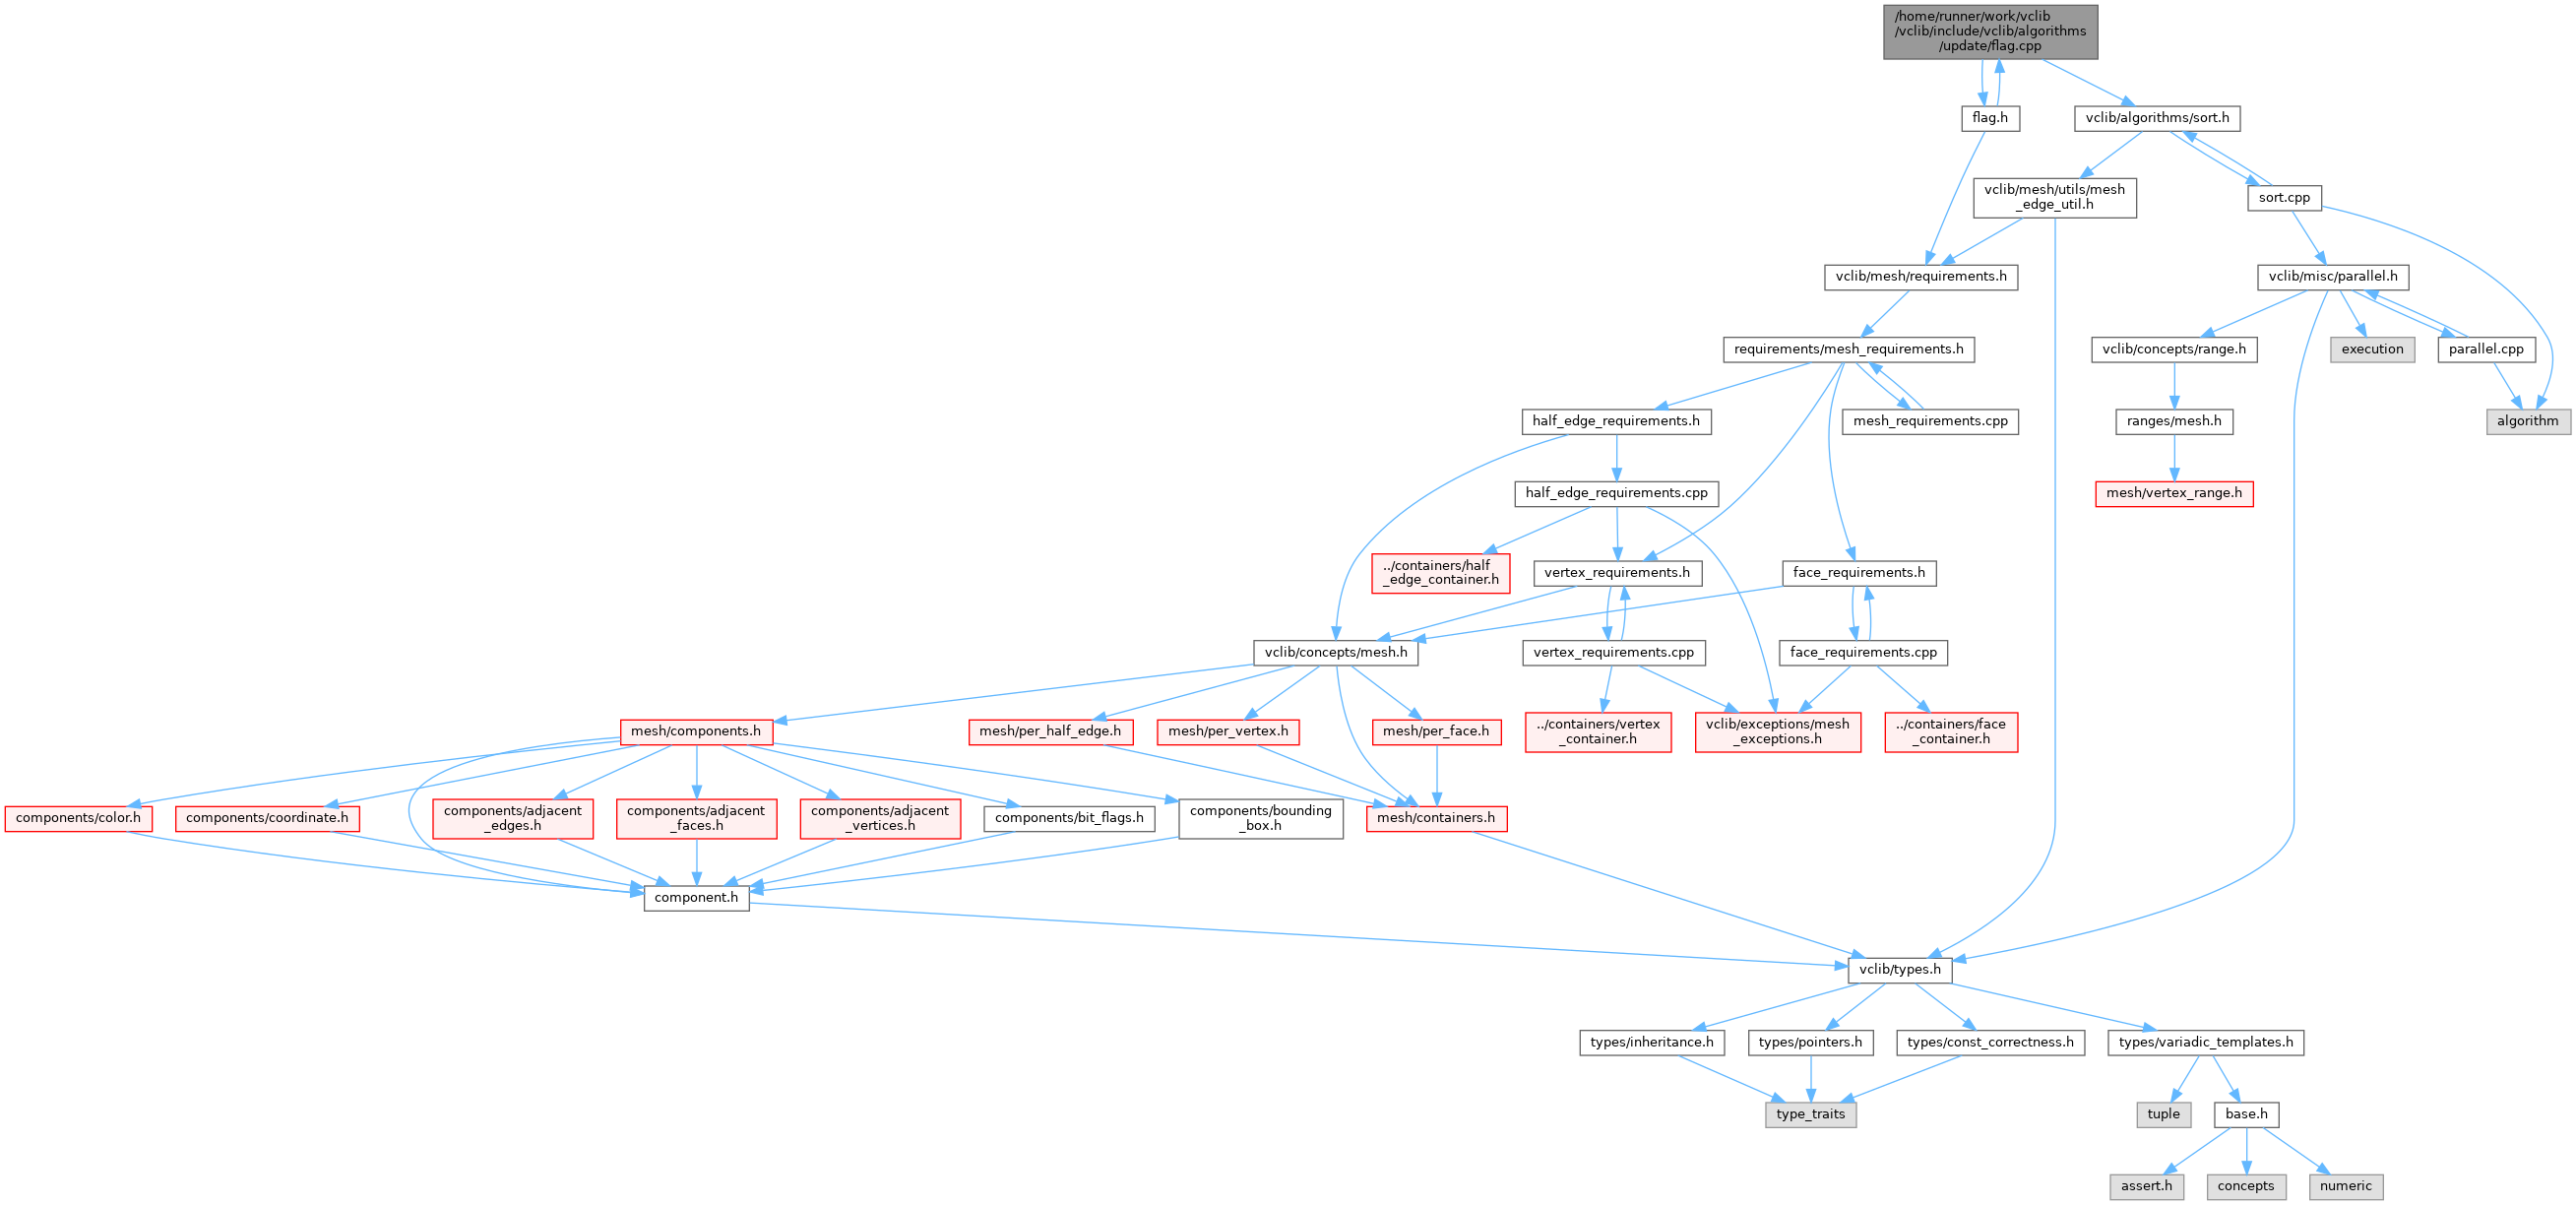 /home/runner/work/vclib
/vclib/include/vclib/algorithms
/update/flag.cpp
flag.h
vclib/algorithms/sort.h
vclib/mesh/utils/mesh
_edge_util.h
sort.cpp
vclib/mesh/requirements.h
vclib/misc/parallel.h
requirements/mesh_requirements.h
vclib/concepts/range.h
execution
parallel.cpp
half_edge_requirements.h
mesh_requirements.cpp
ranges/mesh.h
algorithm
half_edge_requirements.cpp
mesh/vertex_range.h
../containers/half
_edge_container.h
vertex_requirements.h
face_requirements.h
vclib/concepts/mesh.h
vertex_requirements.cpp
face_requirements.cpp
mesh/components.h
mesh/per_half_edge.h
mesh/per_vertex.h
mesh/per_face.h
../containers/vertex
_container.h
vclib/exceptions/mesh
_exceptions.h
../containers/face
_container.h
components/color.h
components/coordinate.h
components/adjacent
_edges.h
components/adjacent
_faces.h
components/adjacent
_vertices.h
components/bit_flags.h
components/bounding
_box.h
mesh/containers.h
component.h
vclib/types.h
types/inheritance.h
types/pointers.h
types/const_correctness.h
types/variadic_templates.h
type_traits
tuple
base.h
assert.h
concepts
numeric